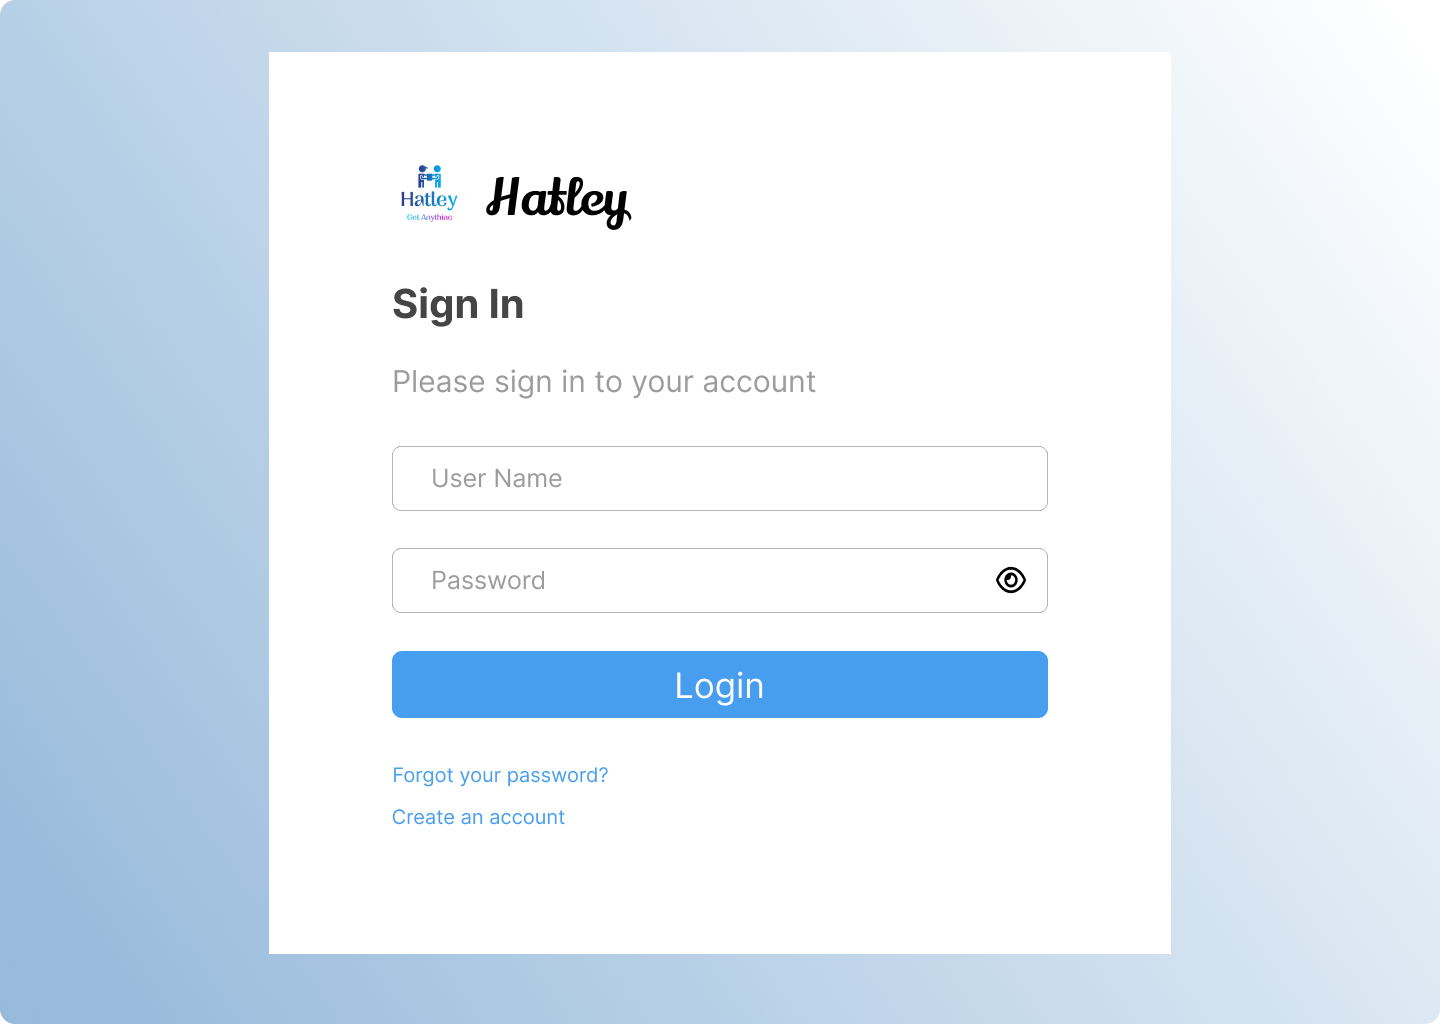 Hatley
Get Anything
Hatley
Sign In
Please sign in to your account
User Name
Password
Login
Forgot your password?
Create an account